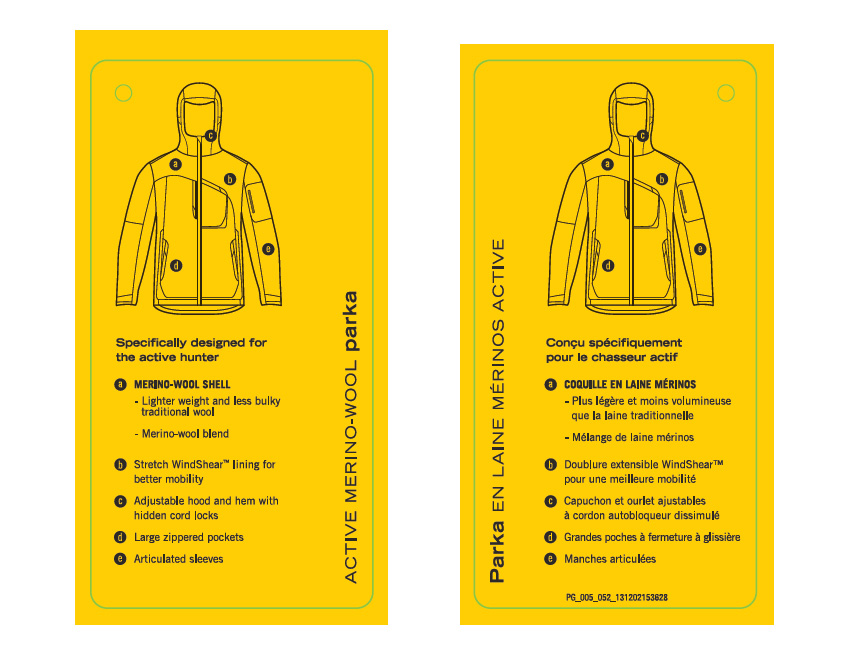 c
a
b
e
d
Specifically designed for
the active hunter
a MERINO-WOOL SHELL
- Lighter weight and less bulky
traditional wool
- Merino-wool blend
b Stretch WindShear™ lining for
better mobility
c Adjustable hood and hem with
hidden cord locks
d Large zippered pockets
e Articulated sleeves
ACTIVE MERINO-WOOL parka
c
a
b
e
d
Parka EN LAINE MÉRINOS ACTIVE
Conçu spécifiquement
pour le chasseur actif
a COQUILLE EN LAINE MÉRINOS
- Plus légère et moins volumineuse
que la laine traditionnelle
- Mélange de laine mérinos
b Doublure extensible WindShear™
pour une meilleure mobilité
c Capuchon et ourlet ajustables
à cordon autobloqueur dissimulé
d Grandes poches à fermeture à glissière
e Manches articulées
PG_005_052_131202153628